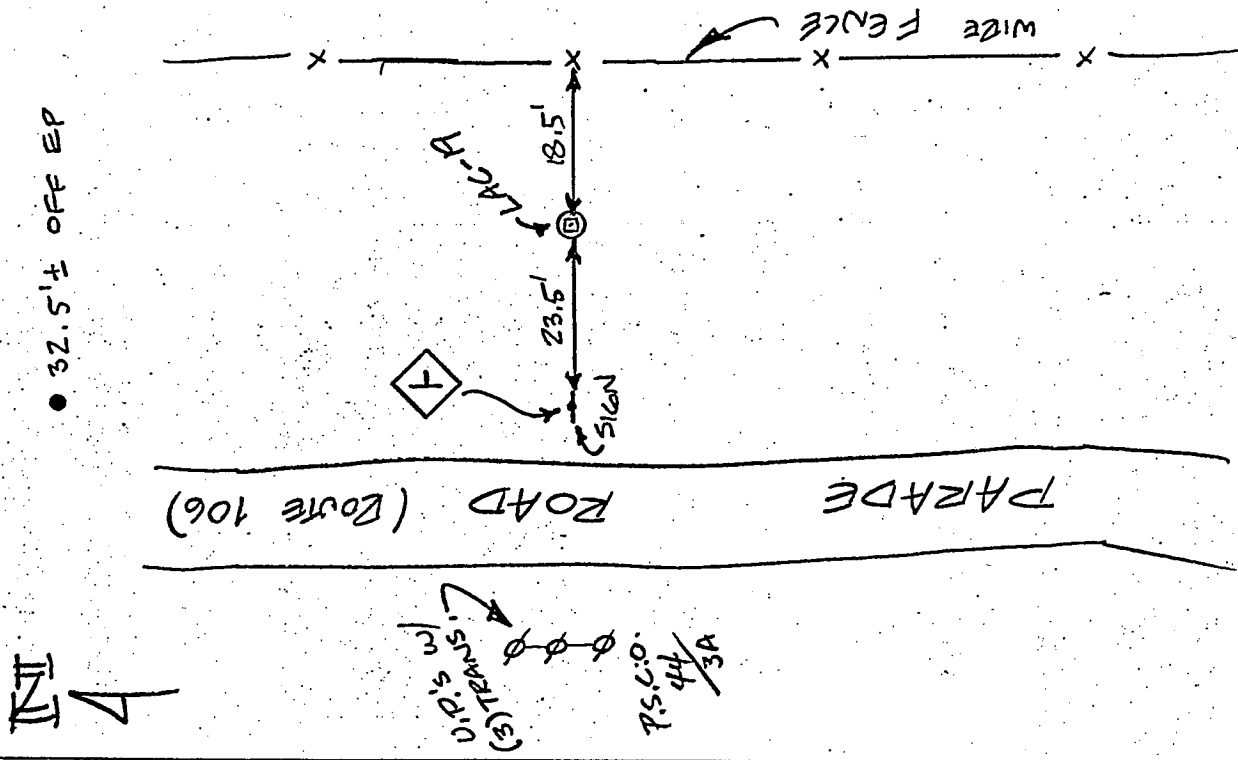 WIRE FENCE
• 32.5'± OFF EP
18.5'
LAC-A
23.5'
SIGN
PARADE ROAD (ROUTE 106)
U.P.'s W/
(3) TRANS.
P.S.CO.
44/3A
N